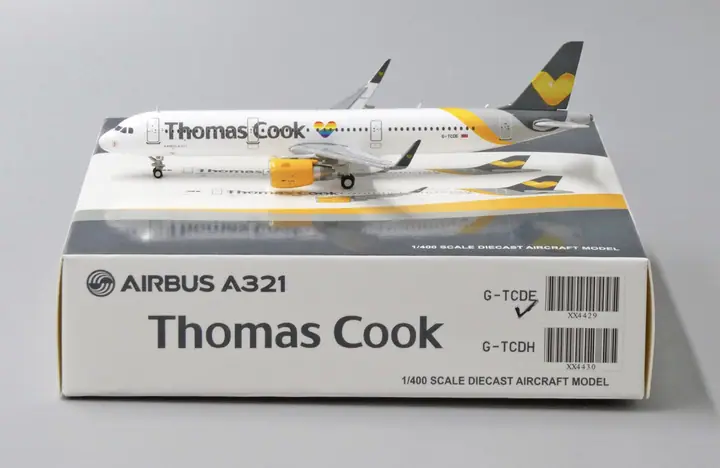 Thomas Cook
G-TCDE
1/400 SCALE DIECAST AIRCRAFT MODEL
AIRBUS A321
G-TCDE
XX4429
Thomas Cook
G-TCDH
XX4430
1/400 SCALE DIECAST AIRCRAFT MODEL